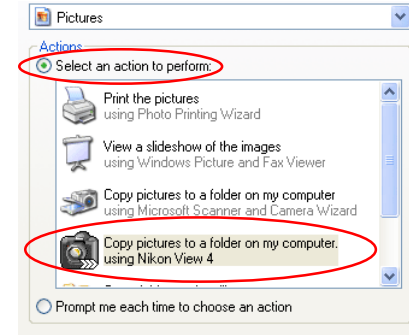 Pictures
Actions
Select an action to perform:
Print the pictures
using Photo Printing Wizard
View a slideshow of the images
using Windows Picture and Fax Viewer
Copy pictures to a folder on my computer
using Microsoft Scanner and Camera Wizard
Copy pictures to a folder on my computer.
using Nikon View 4
Prompt me each time to choose an action